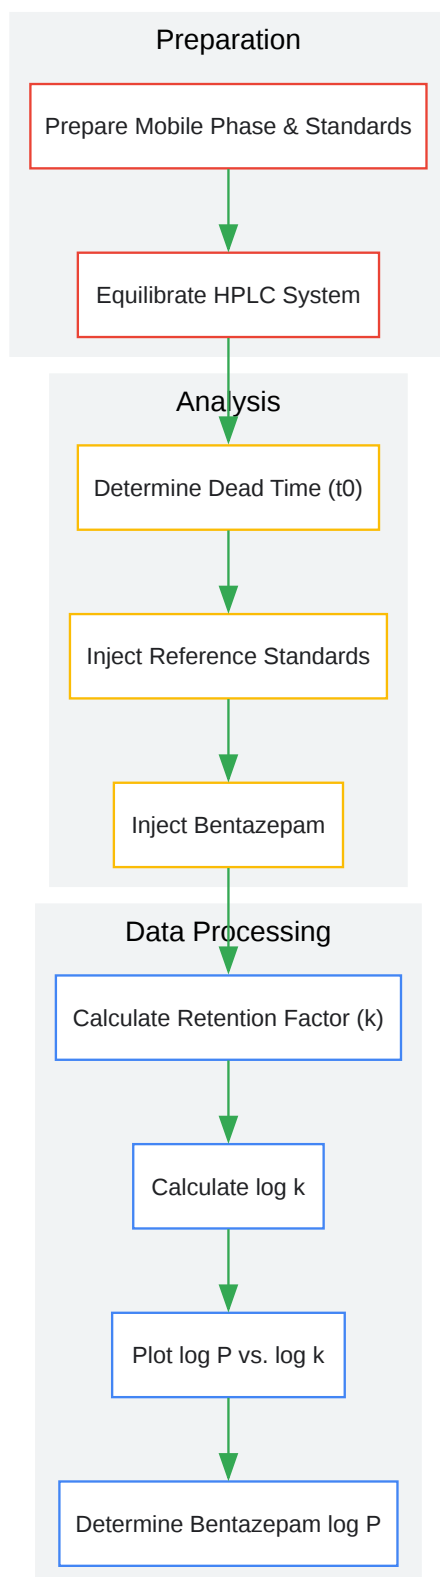 Preparation
Prepare Mobile Phase & Standards
Equilibrate HPLC System
Analysis
Determine Dead Time (t0)
Inject Reference Standards
Inject Bentazepam
Data Processing
Calculate Retention Factor (k)
Calculate log k
Plot log P vs. log k
Determine Bentazepam log P